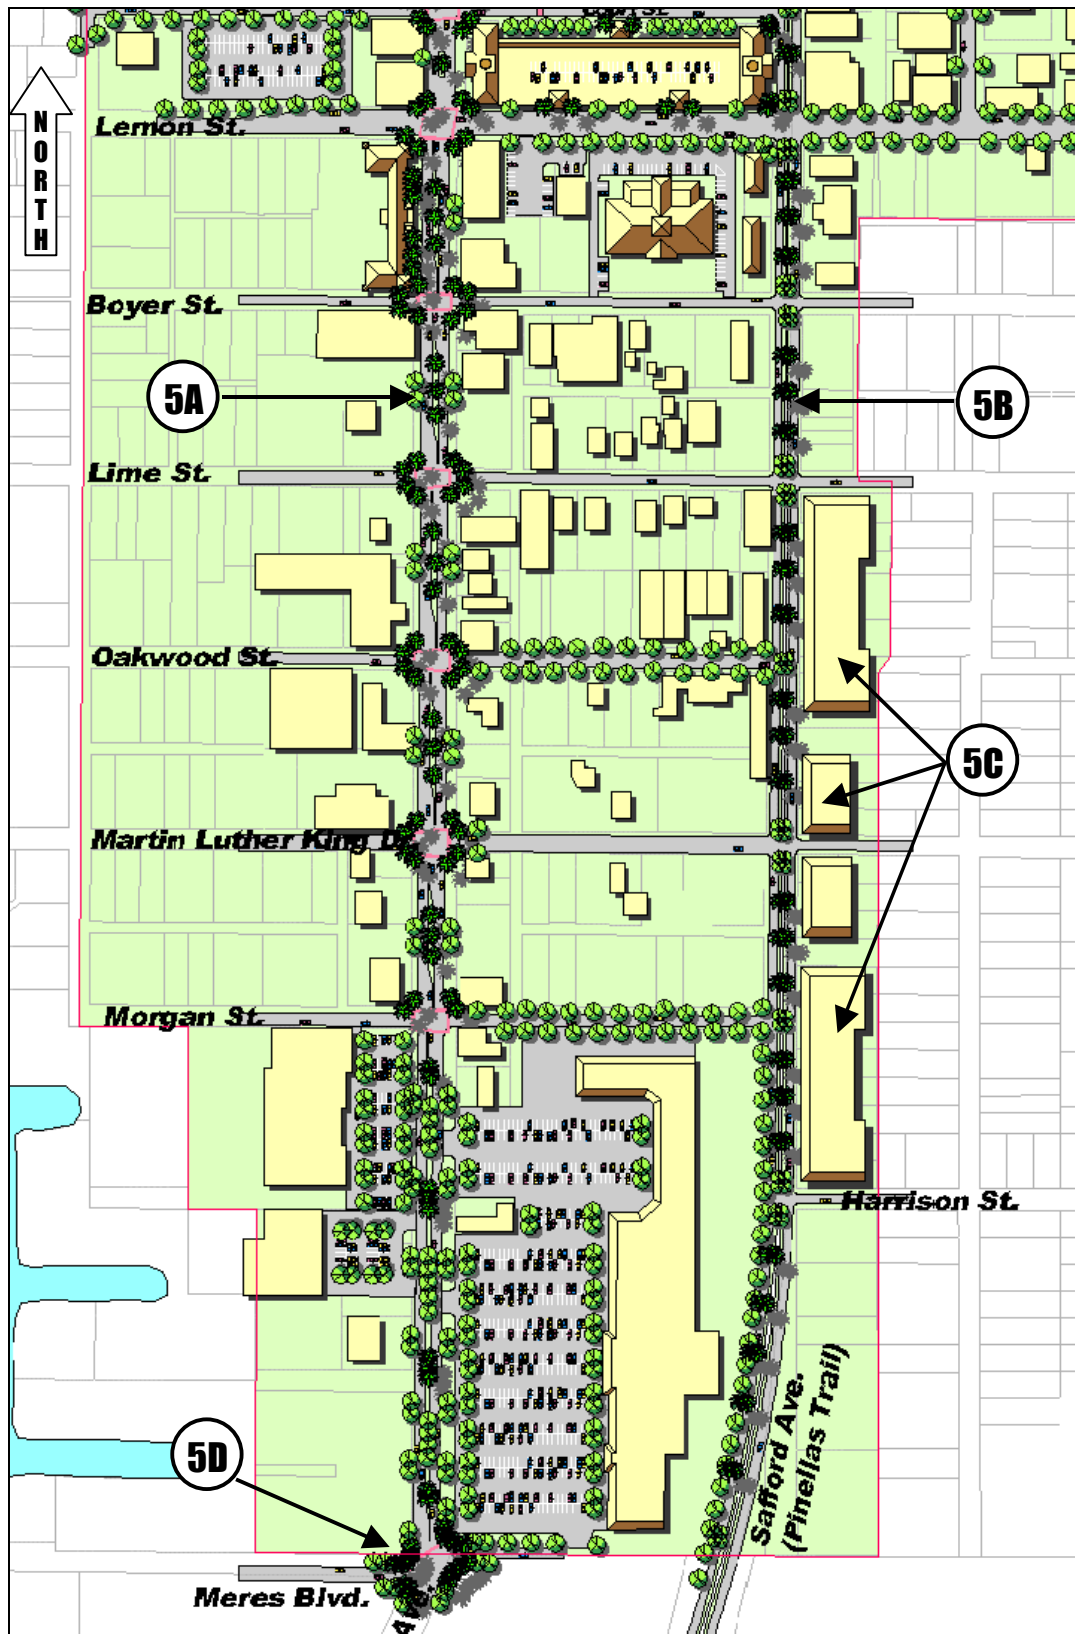 NORTH
Lemon St.
Boyer St.
5A
5B
Lime St.
Oakwood St.
5C
Martin Luther King D
Morgan St.
Harrison St.
Safford Ave.
(Pinellas Trail)
5D
Meres Blvd.
Ave